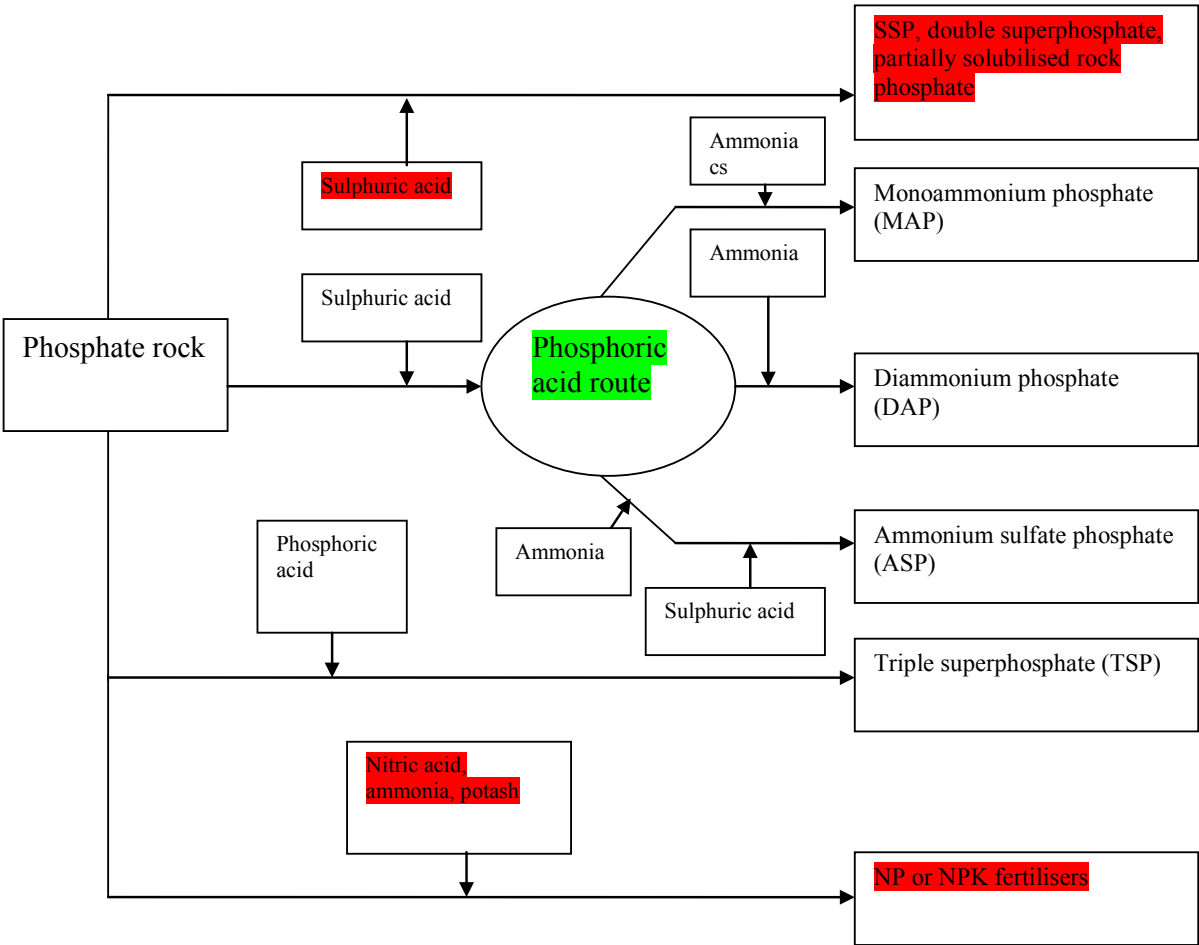 SSP, double superphosphate,
partially solubilised rock
phosphate
Ammonia
cs
Sulphuric acid
Monoammonium phosphate
(MAP)
Ammonia
Sulphuric acid
Phosphate rock
Phosphoric
acid route
Diammonium phosphate
(DAP)
Phosphoric
acid
Ammonia
Ammonium sulfate phosphate
(ASP)
Sulphuric acid
Triple superphosphate (TSP)
Nitric acid,
ammonia, potash
NP or NPK fertilisers